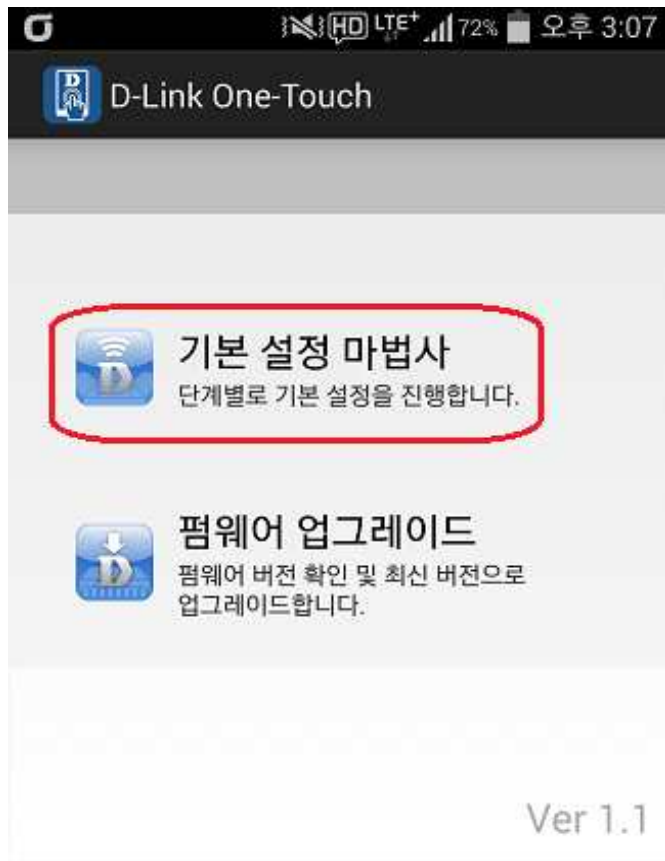 HD LTE+ 72% 오후 3:07
D-Link One-Touch
기본 설정 마법사
단계별로 기본 설정을 진행합니다.
펌웨어 업그레이드
펌웨어 버전 확인 및 최신 버전으로
업그레이드합니다.
Ver 1.1